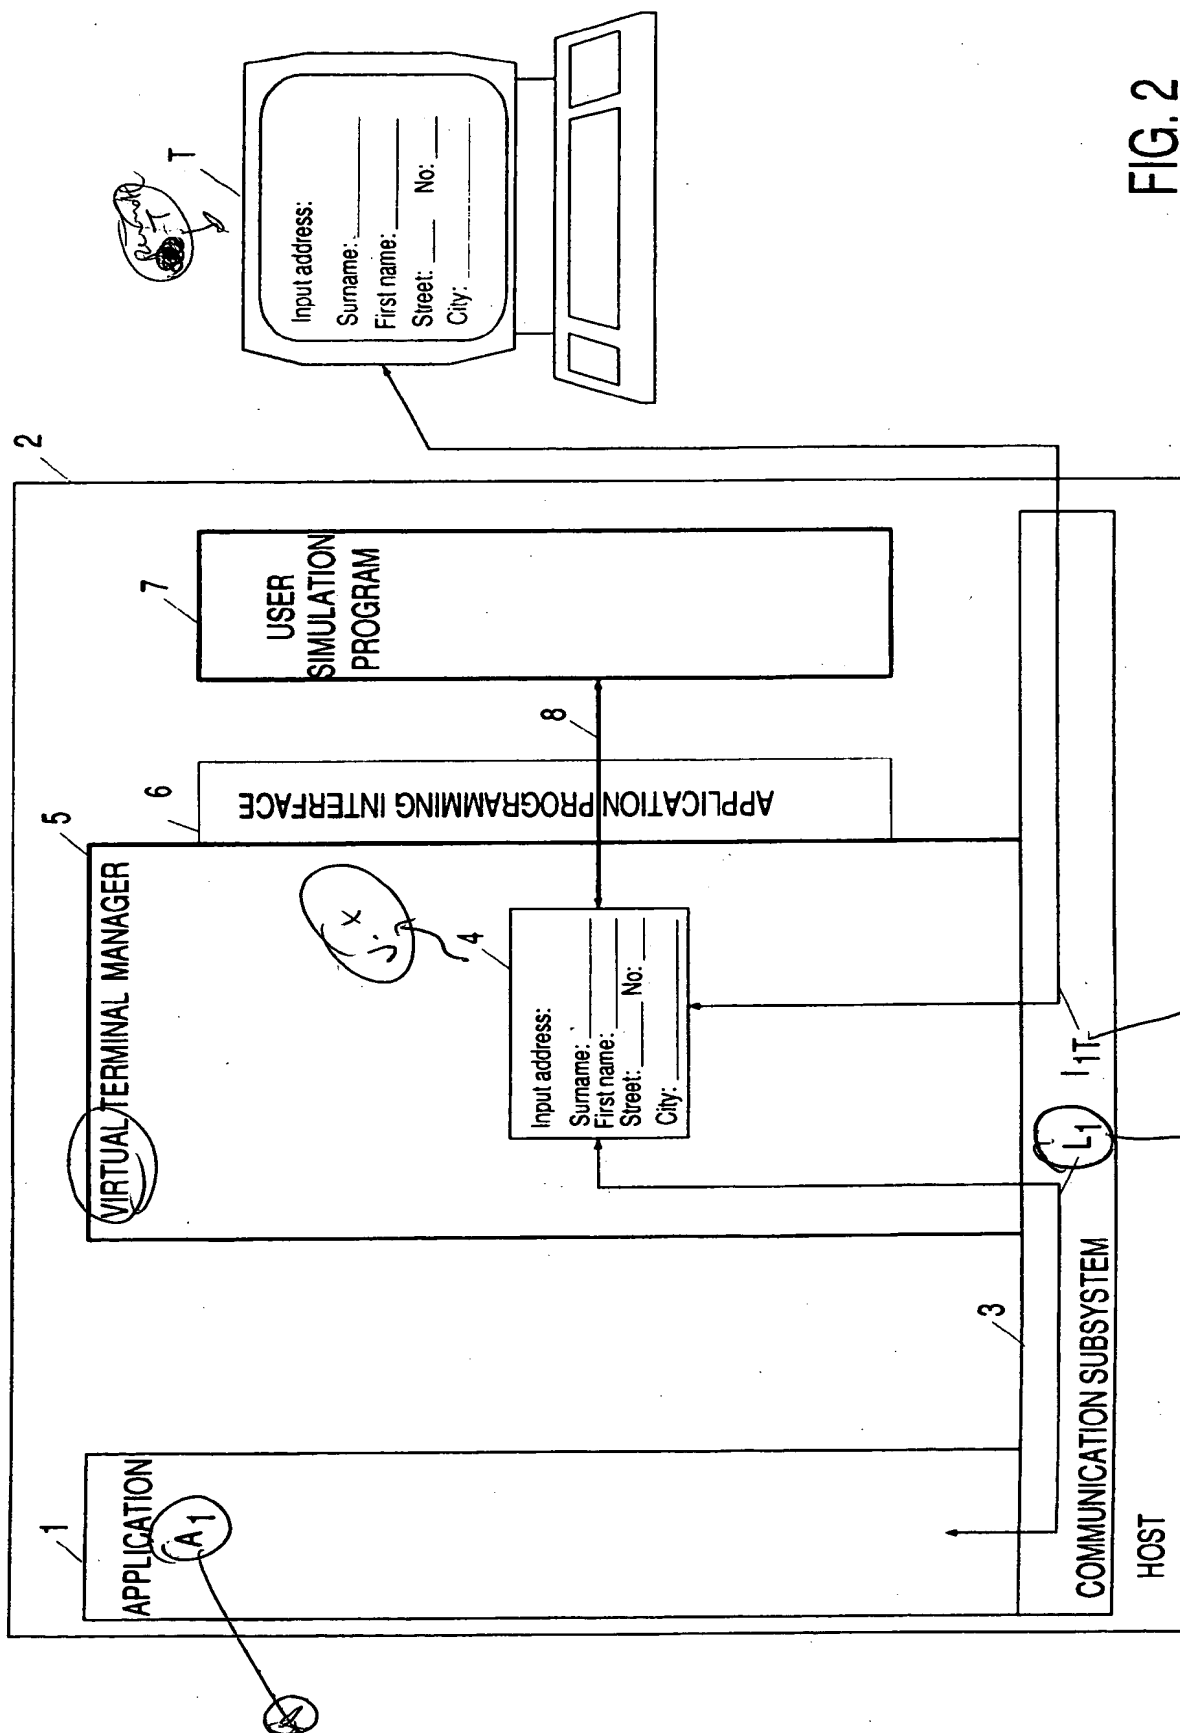 1
APPLICATION
A1
5
VIRTUAL TERMINAL MANAGER
4
Input address:
Surname:
First name:
Street: No:
City:
x
6
APPLICATION PROGRAMMING INTERFACE
8
7
USER
SIMULATION
PROGRAM
2
T
T
Input address:
Surname:
First name:
Street: No:
City:
3
COMMUNICATION SUBSYSTEM
L1
I1T
HOST
FIG. 2